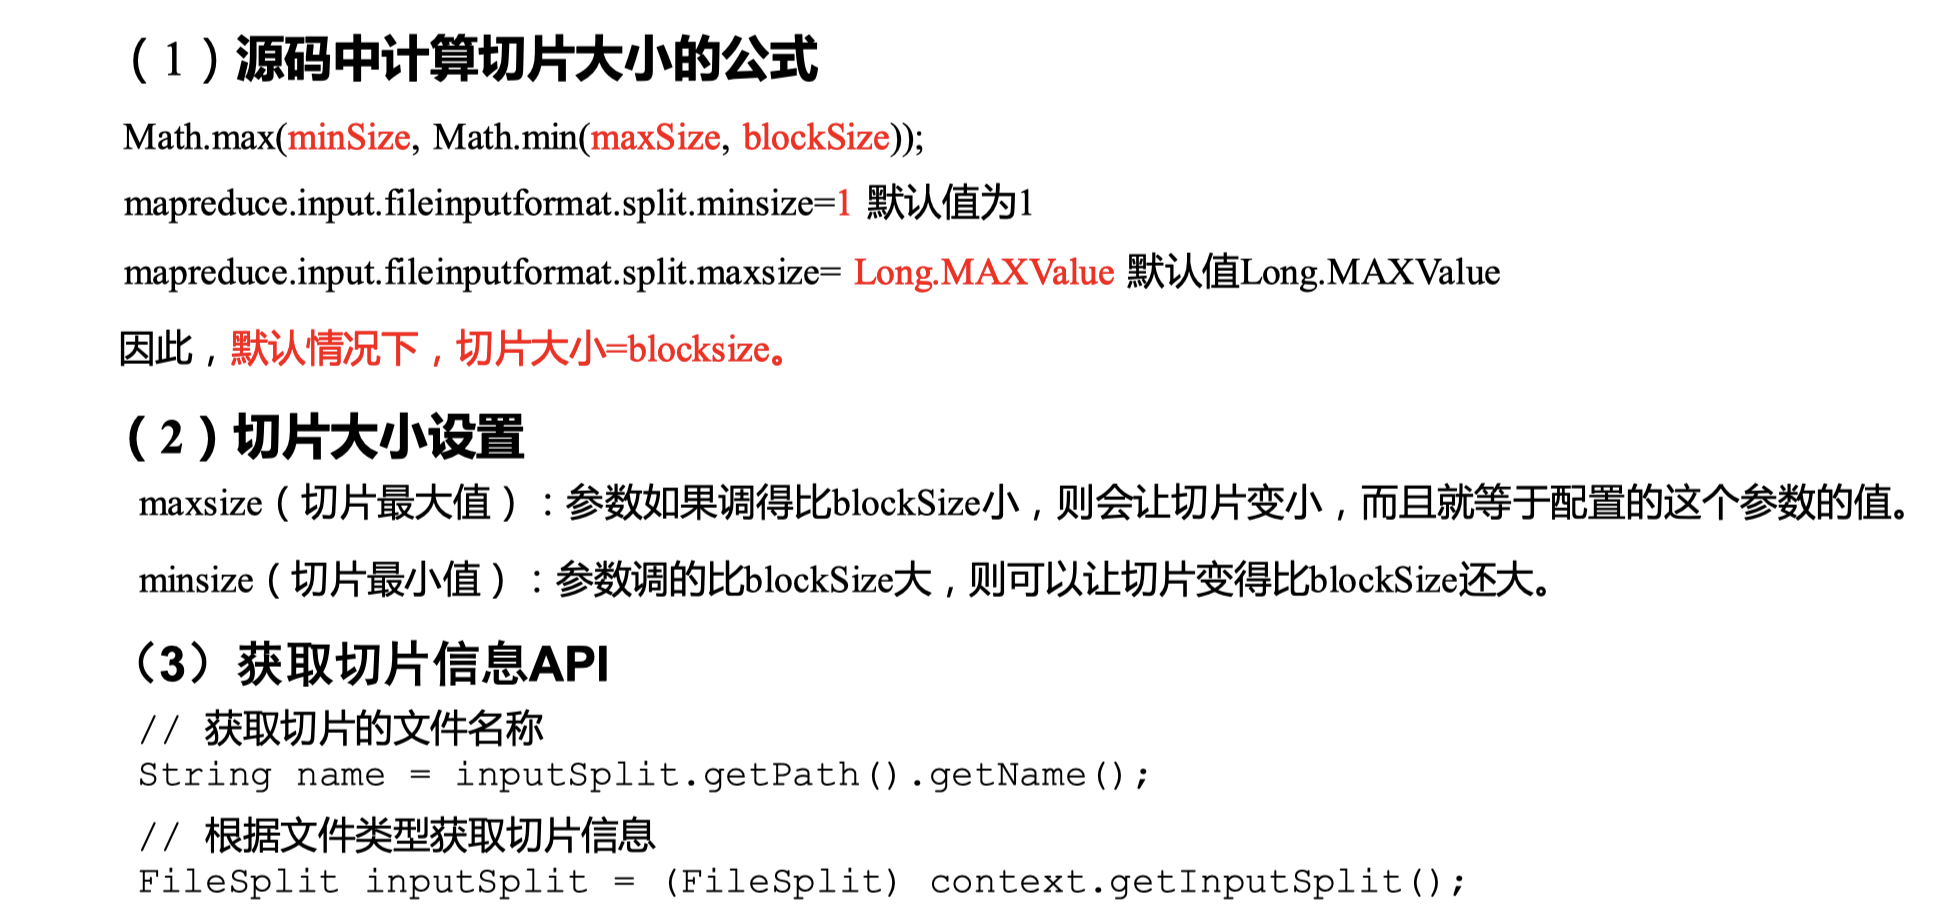 （1）源码中计算切片大小的公式
Math.max(minSize, Math.min(maxSize, blockSize));
mapreduce.input.fileinputformat.split.minsize=1 默认值为1
mapreduce.input.fileinputformat.split.maxsize= Long.MAXValue 默认值Long.MAXValue
因此，默认情况下，切片大小=blocksize。
（2）切片大小设置
maxsize（切片最大值）：参数如果调得比blockSize小，则会让切片变小，而且就等于配置的这个参数的值。
minsize（切片最小值）：参数调的比blockSize大，则可以让切片变得比blockSize还大。
（3）获取切片信息API
// 获取切片的文件名称
String name = inputSplit.getPath().getName();
// 根据文件类型获取切片信息
FileSplit inputSplit = (FileSplit) context.getInputSplit();